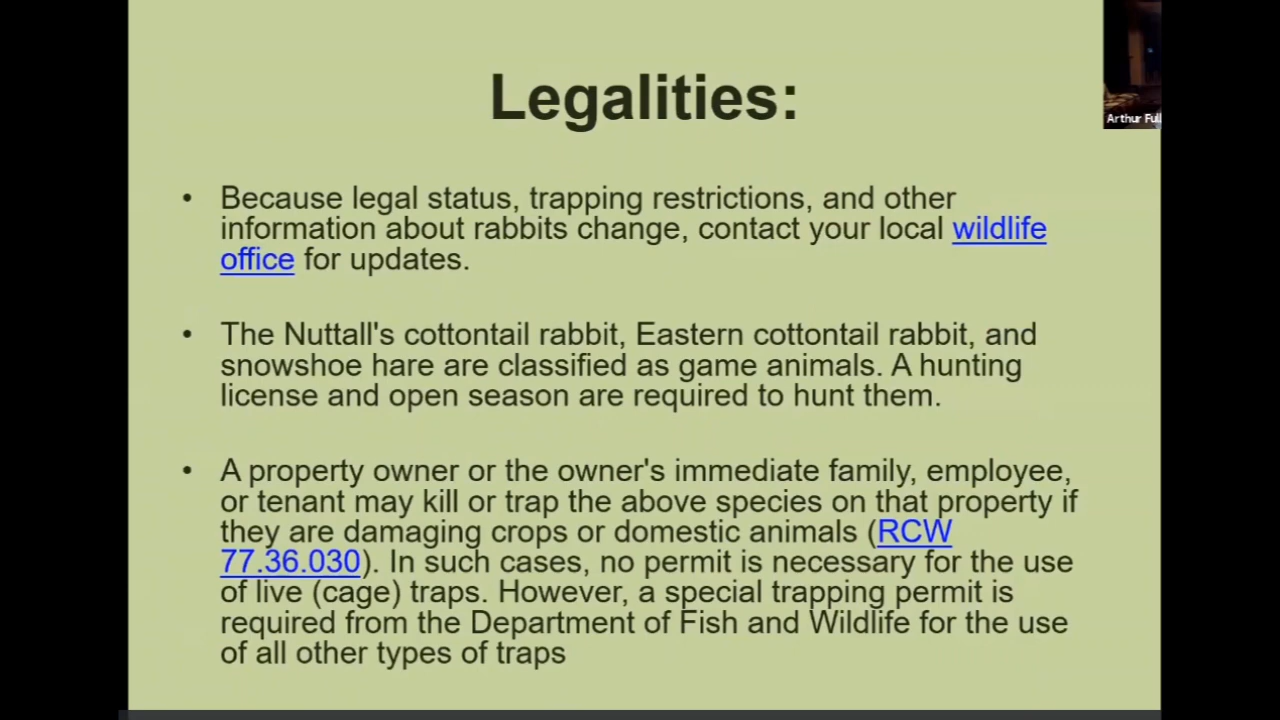 Legalities:
Arthur Ful
• Because legal status, trapping restrictions, and other
information about rabbits change, contact your local wildlife
office for updates.
• The Nuttall's cottontail rabbit, Eastern cottontail rabbit, and
snowshoe hare are classified as game animals. A hunting
license and open season are required to hunt them.
• A property owner or the owner's immediate family, employee,
or tenant may kill or trap the above species on that property if
they are damaging crops or domestic animals (RCW
77.36.030). In such cases, no permit is necessary for the use
of live (cage) traps. However, a special trapping permit is
required from the Department of Fish and Wildlife for the use
of all other types of traps